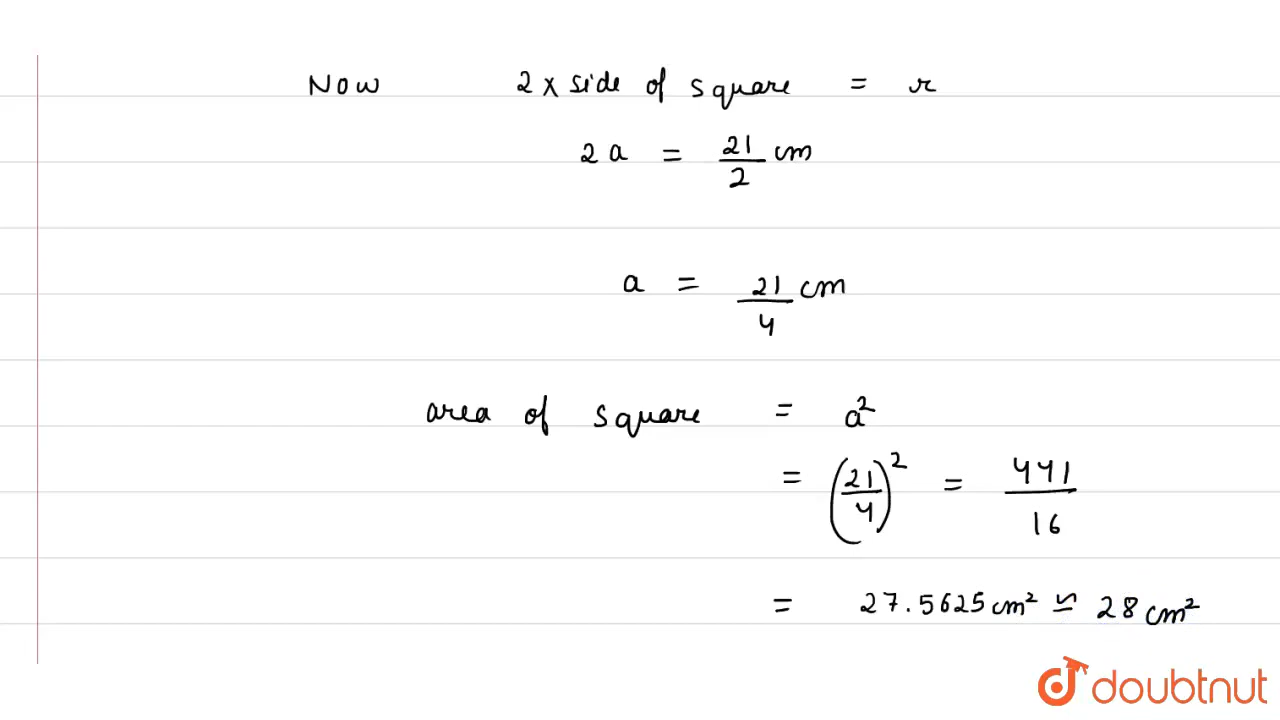 Now 2 × side of square = r
2a = 21/2 cm
a = 21/4 cm
area of square = a²
= (21/4)² = 441/16
= 27.5625 cm² ≌ 28 cm²
doubtnut